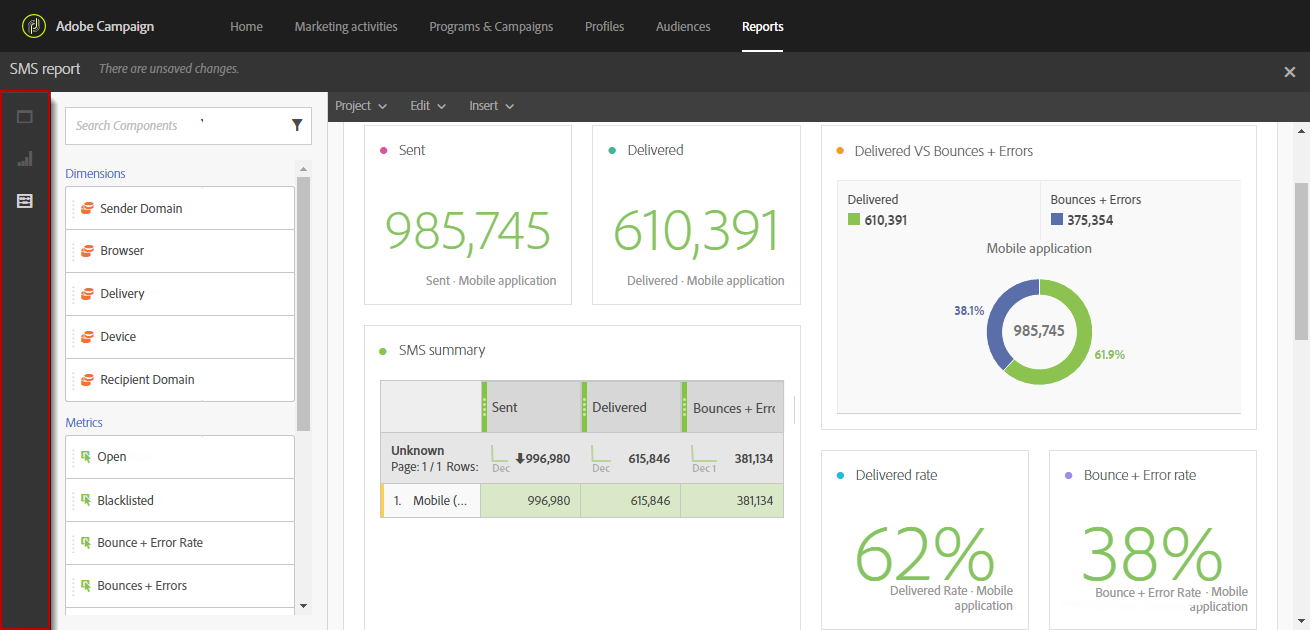 Adobe Campaign
Home
Marketing activities
Programs & Campaigns
Profiles
Audiences
Reports
SMS report
There are unsaved changes.
Project
Edit
Insert
Search Components
Dimensions
Sender Domain
Browser
Delivery
Device
Recipient Domain
Metrics
Open
Blacklisted
Bounce + Error Rate
Bounces + Errors
Sent
985,745
Sent · Mobile application
Delivered
610,391
Delivered · Mobile application
Delivered VS Bounces + Errors
Delivered
610,391
Bounces + Errors
375,354
Mobile application
38.1%
985,745
61.9%
SMS summary
Sent
Delivered
Bounces + Errc
Unknown
Page: 1 / 1 Rows:
Dec
996,980
Dec
615,846
Dec 1
381,134
1. Mobile (...
996,980
615,846
381,134
Delivered rate
62%
Delivered Rate · Mobile
application
Bounce + Error rate
38%
Bounce + Error Rate · Mobile
application